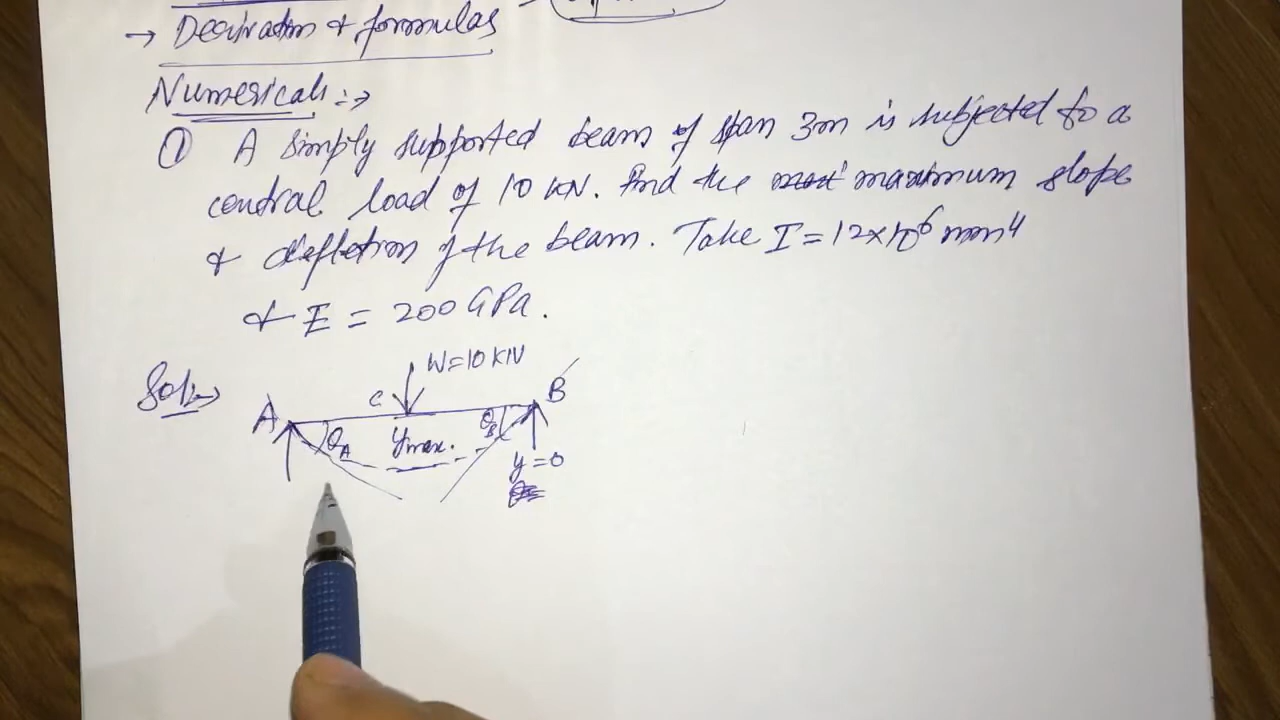 → Derivation & formulas
Numericals :→
① A simply supported beam of span 3m is subjected to a
central load of 10 KN. Find the maximum slope
& defletion of the beam. Take I = 12×10⁶ mm⁴
& E = 200 GPa.
Sol:→
W=10 KN
A C B
θA ymax. θB
y=0